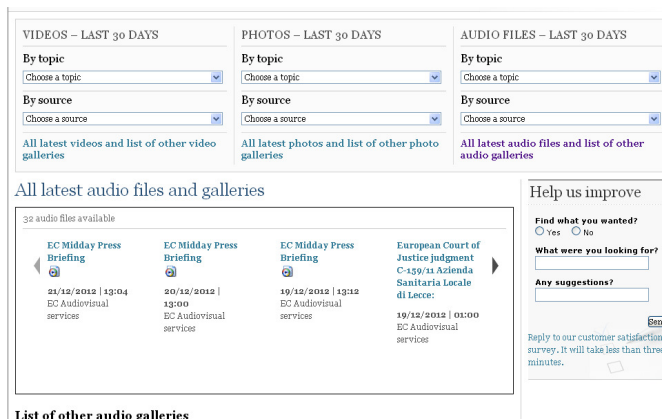 VIDEOS – LAST 30 DAYS
By topic
Choose a topic
By source
Choose a source
All latest videos and list of other video
galleries
PHOTOS – LAST 30 DAYS
By topic
Choose a topic
By source
Choose a source
All latest photos and list of other photo
galleries
AUDIO FILES – LAST 30 DAYS
By topic
Choose a topic
By source
Choose a source
All latest audio files and list of other
audio galleries
All latest audio files and galleries
32 audio files available
EC Midday Press
Briefing
21/12/2012 | 13:04
EC Audiovisual
services
EC Midday Press
Briefing
20/12/2012 |
13:00
EC Audiovisual
services
EC Midday Press
Briefing
19/12/2012 | 13:12
EC Audiovisual
services
European Court of
Justice judgment
C-159/11 Azienda
Sanitaria Locale
di Lecce:
19/12/2012 | 01:00
EC Audiovisual
services
Help us improve
Find what you wanted?
Yes No
What were you looking for?
Any suggestions?
Sen
Reply to our customer satisfaction
survey. It will take less than three
minutes.
List of other audio galleries